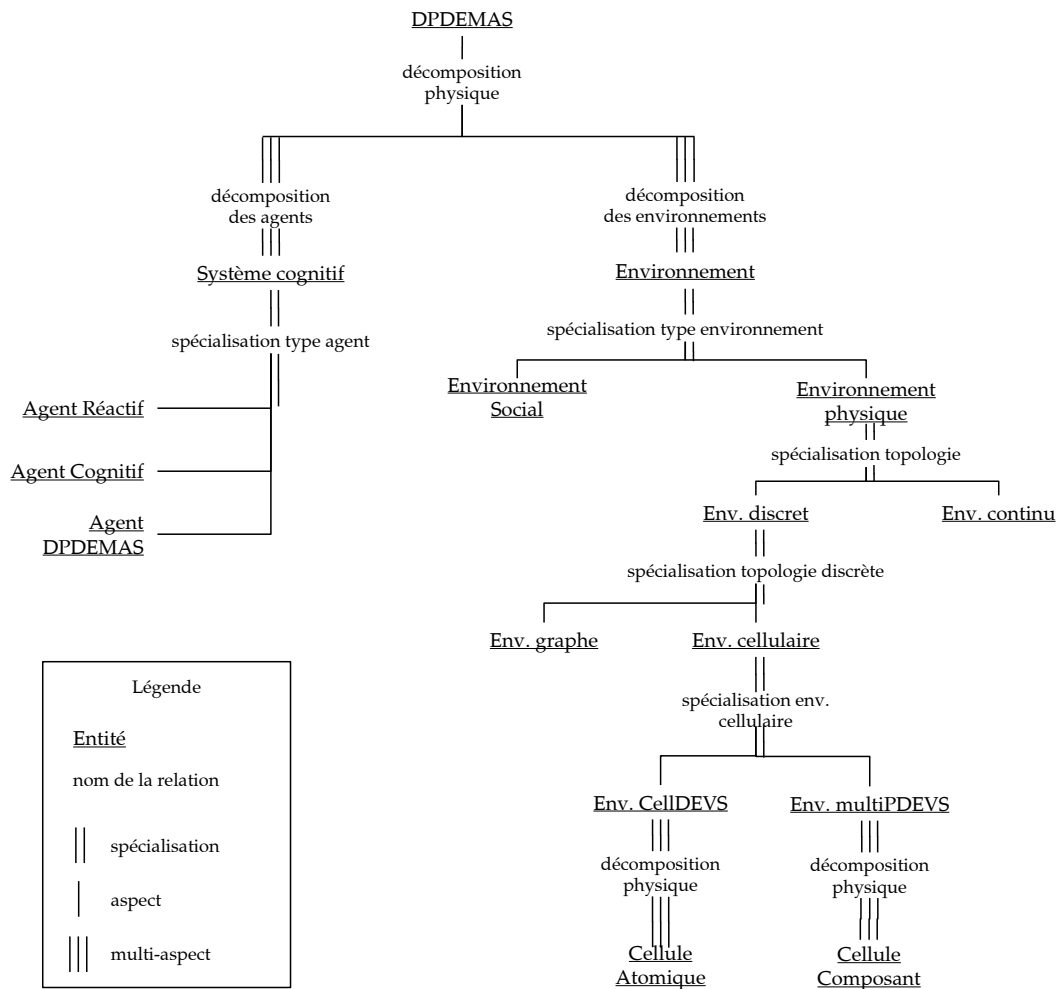 DPDEMAS
décomposition
physique
décomposition
des agents
décomposition
des environnements
Système cognitif
Environnement
spécialisation type agent
spécialisation type environnement
Environnement
Social
Environnement
physique
Agent Réactif
spécialisation topologie
Agent Cognitif
Env. discret
Env. continu
Agent
DPDEMAS
spécialisation topologie discrète
Env. graphe
Env. cellulaire
spécialisation env.
cellulaire
Env. CellDEVS
Env. multiPDEVS
décomposition
physique
décomposition
physique
Cellule
Atomique
Cellule
Composant
Légende
Entité
nom de la relation
spécialisation
aspect
multi-aspect